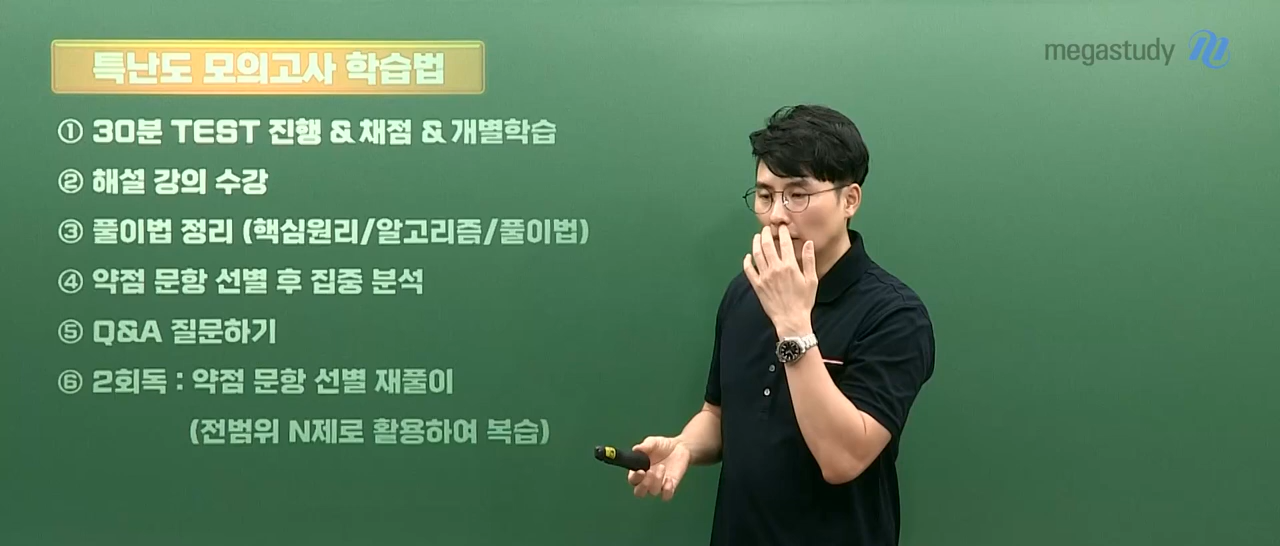 특난도 모의고사 학습법
① 30분 TEST 진행 & 채점 & 개별학습
② 해설 강의 수강
③ 풀이법 정리 (핵심원리/알고리즘/풀이법)
④ 약점 문항 선별 후 집중 분석
⑤ Q&A 질문하기
⑥ 2회독 : 약점 문항 선별 재풀이
(전범위 N제로 활용하여 복습)
megastudy